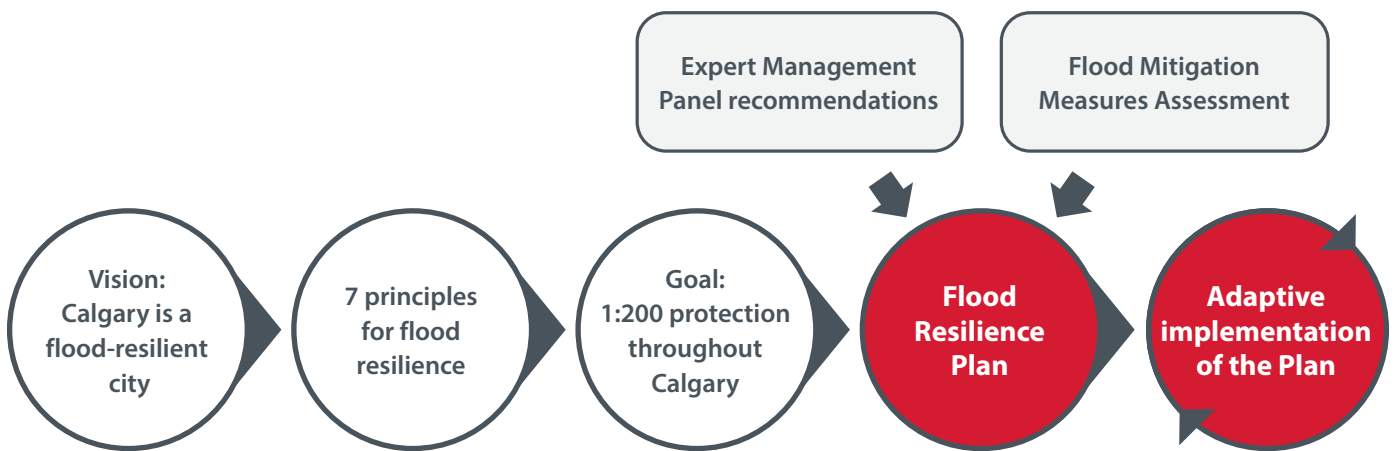 Expert Management
Panel recommendations
Flood Mitigation
Measures Assessment
Vision:
Calgary is a
flood-resilient
city
7 principles
for flood
resilience
Goal:
1:200 protection
throughout
Calgary
Flood
Resilience
Plan
Adaptive
implementation
of the Plan